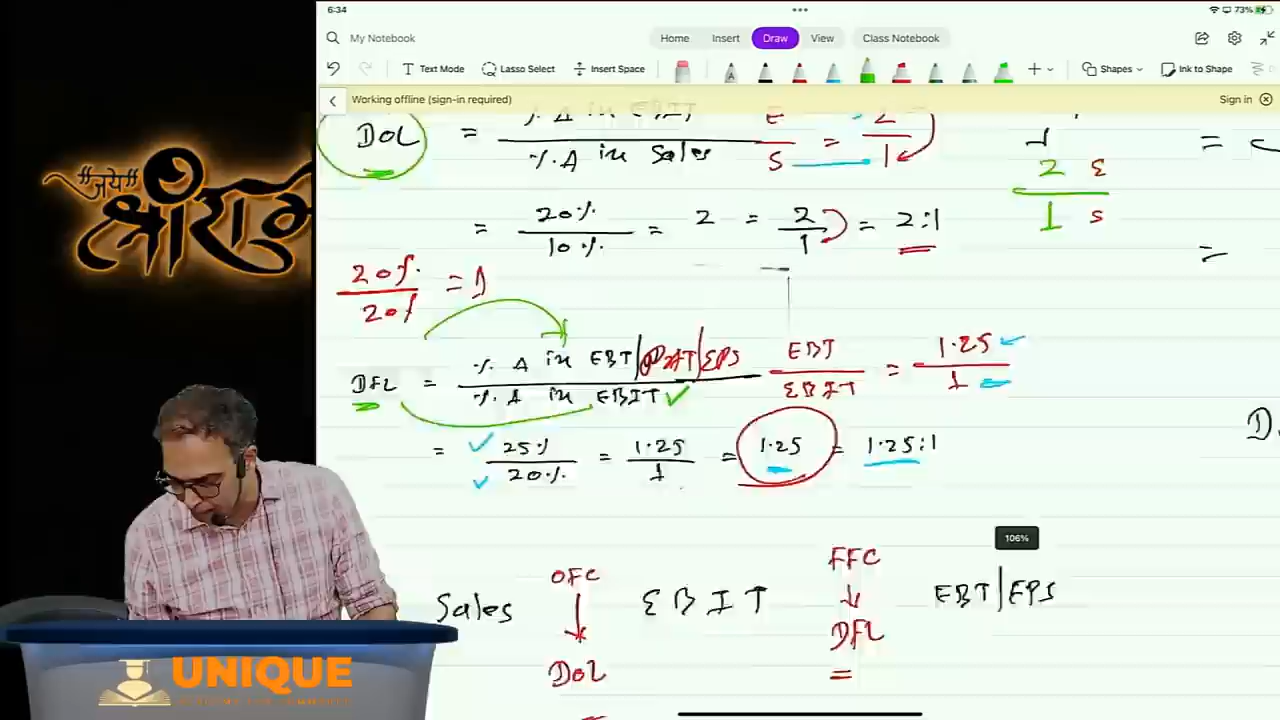 6:34
73%
My Notebook
Home Insert Draw View Class Notebook
Text Mode Lasso Select Insert Space Shapes Ink to Shape
Working offline (sign-in required) Sign in
DOL = % Δ in EBIT / % Δ in Sales E/S = 2/1
2 E
1 S
= 20% / 10% = 2 = 2/1 = 2:1 =
20% / 20% = 1
DFL = % Δ in EBT|PAT|EPS / % Δ in EBIT EBT / EBIT = 1.25 / 1
= 25% / 20% = 1.25 / 1 = 1.25 = 1.25:1
106%
Sales OFC ↓ DOL EBIT FFC ↓ DFL = EBT|EPS
#जय#
श्रीराम
UNIQUE